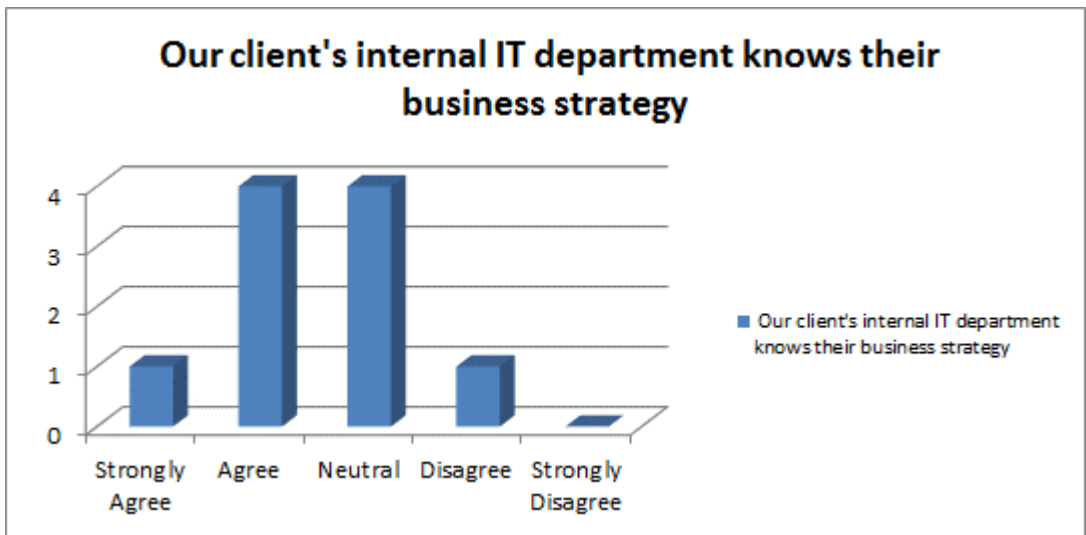 Our client's internal IT department knows their
business strategy
4
3
2
1
0
Strongly Agree
Agree
Neutral
Disagree
Strongly Disagree
Our client's internal IT department
knows their business strategy